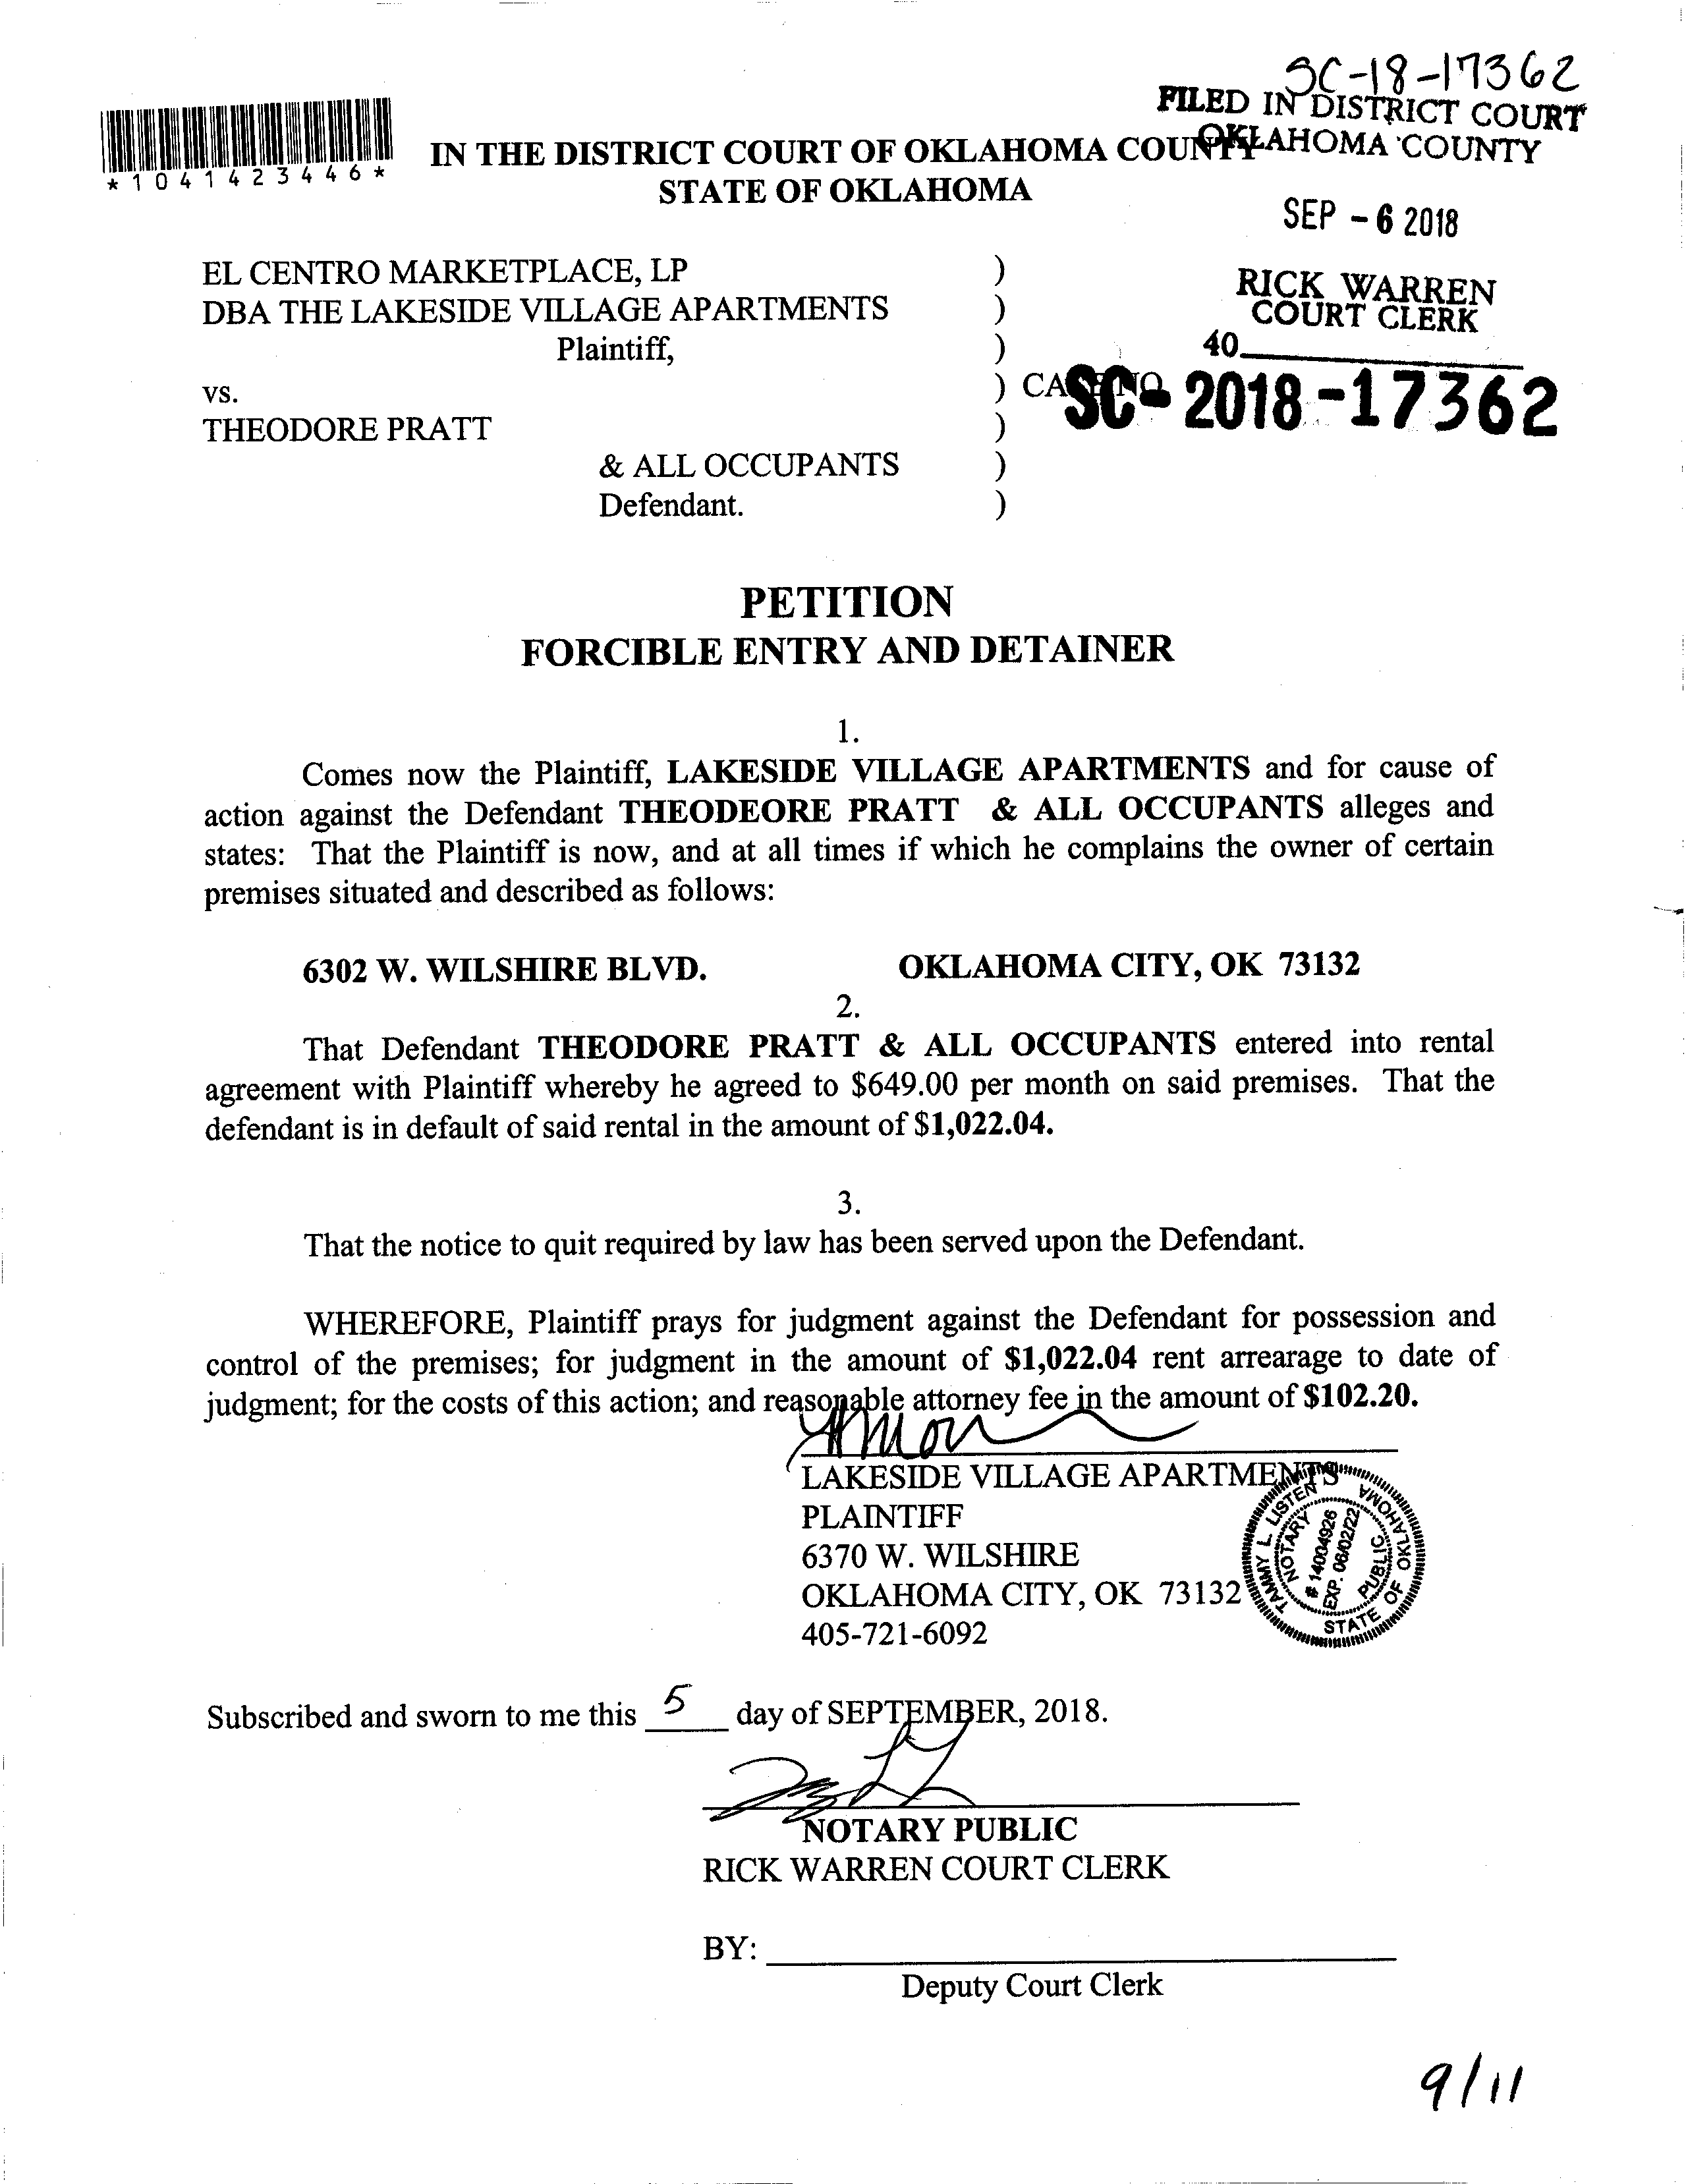 SC-18-17362
FILED IN DISTRICT COURT
OKLAHOMA COUNTY
*1041423446*
IN THE DISTRICT COURT OF OKLAHOMA COUNTY
STATE OF OKLAHOMA
SEP - 6 2018
EL CENTRO MARKETPLACE, LP )
DBA THE LAKESIDE VILLAGE APARTMENTS )
Plaintiff, )
RICK WARREN
COURT CLERK
40
vs. ) CASE NO.
SC- 2018-17362
THEODORE PRATT )
& ALL OCCUPANTS )
Defendant. )
PETITION
FORCIBLE ENTRY AND DETAINER
1.
Comes now the Plaintiff, LAKESIDE VILLAGE APARTMENTS and for cause of
action against the Defendant THEODEORE PRATT & ALL OCCUPANTS alleges and
states: That the Plaintiff is now, and at all times if which he complains the owner of certain
premises situated and described as follows:
6302 W. WILSHIRE BLVD. OKLAHOMA CITY, OK 73132
2.
That Defendant THEODORE PRATT & ALL OCCUPANTS entered into rental
agreement with Plaintiff whereby he agreed to $649.00 per month on said premises. That the
defendant is in default of said rental in the amount of $1,022.04.
3.
That the notice to quit required by law has been served upon the Defendant.
WHEREFORE, Plaintiff prays for judgment against the Defendant for possession and
control of the premises; for judgment in the amount of $1,022.04 rent arrearage to date of
judgment; for the costs of this action; and reasonable attorney fee in the amount of $102.20.
LAKESIDE VILLAGE APARTMENTS
PLAINTIFF
6370 W. WILSHIRE
OKLAHOMA CITY, OK 73132
405-721-6092
TAMMY L. LISTEN
NOTARY
# 14004926
EXP. 06/02/22
PUBLIC
STATE OF OKLAHOMA
Subscribed and sworn to me this 5 day of SEPTEMBER, 2018.
NOTARY PUBLIC
RICK WARREN COURT CLERK
BY:
Deputy Court Clerk
9/11